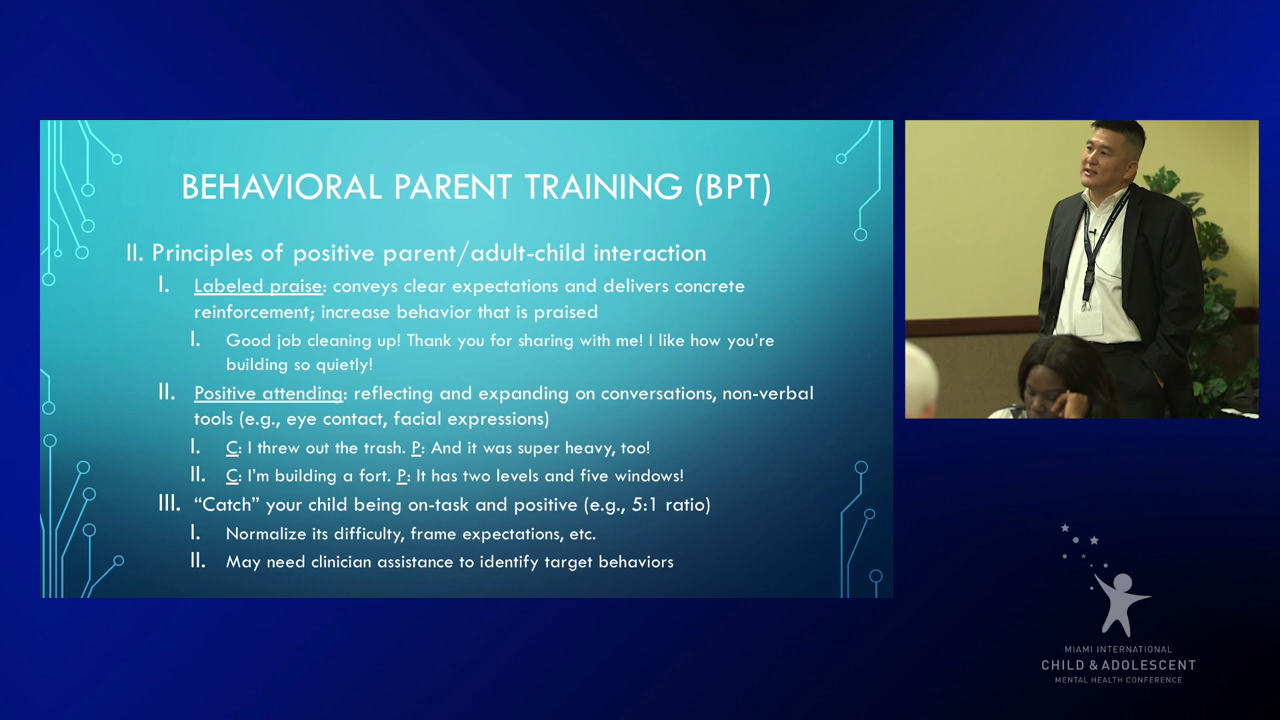 BEHAVIORAL PARENT TRAINING (BPT)
II. Principles of positive parent/adult-child interaction
I. Labeled praise: conveys clear expectations and delivers concrete
reinforcement; increase behavior that is praised
I. Good job cleaning up! Thank you for sharing with me! I like how you're
building so quietly!
II. Positive attending: reflecting and expanding on conversations, non-verbal
tools (e.g., eye contact, facial expressions)
I. C: I threw out the trash. P: And it was super heavy, too!
II. C: I'm building a fort. P: It has two levels and five windows!
III. “Catch” your child being on-task and positive (e.g., 5:1 ratio)
I. Normalize its difficulty, frame expectations, etc.
II. May need clinician assistance to identify target behaviors
MIAMI INTERNATIONAL
CHILD & ADOLESCENT
MENTAL HEALTH CONFERENCE